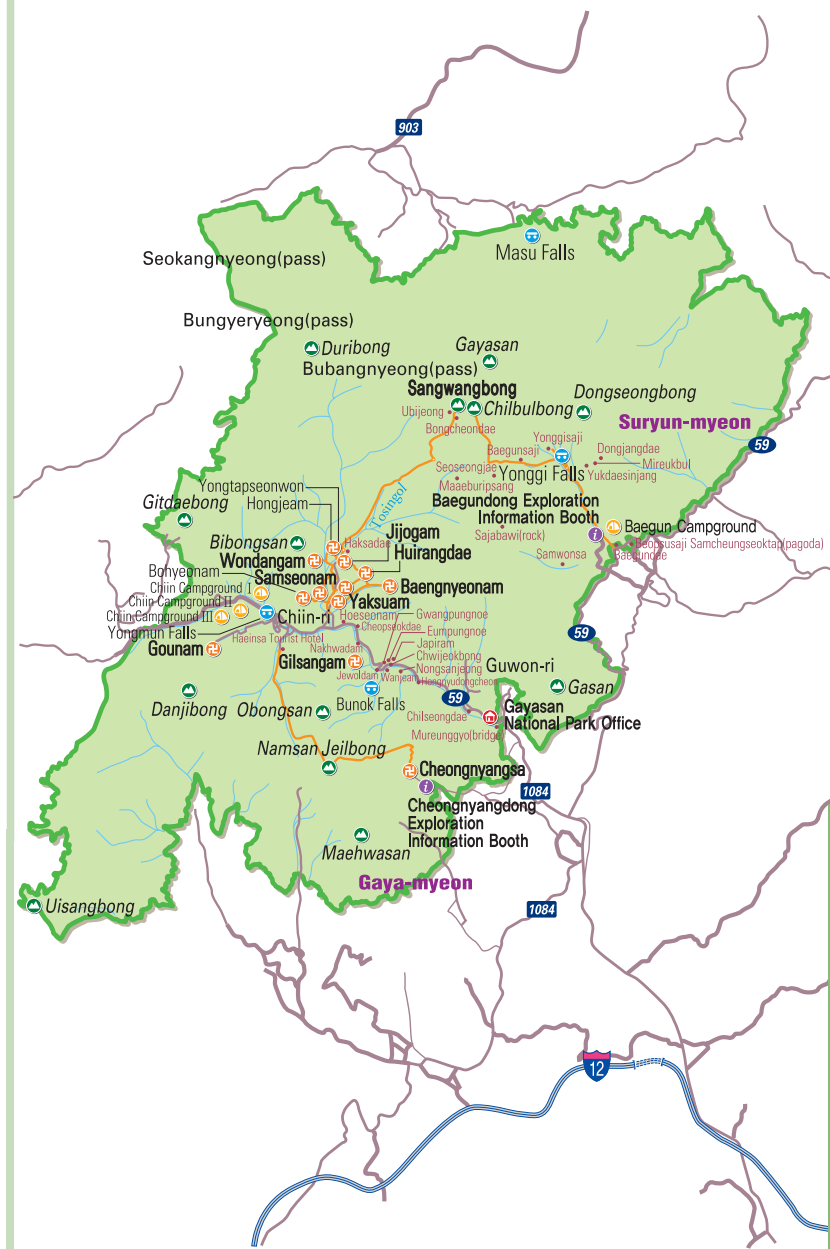 903
Masu Falls
Seokangnyeong(pass)
Bungyeryeong(pass)
Duribong
Gayasan
Bubangnyeong(pass)
Sangwangbong
Chilbulbong
Dongseongbong
Ubijeong
Bongcheondae
Suryun-myeon
59
Yonggisaji
Baegunsaji
Dongjangdae
Mireukbul
Yukdaesinjang
Seoseongjae
Yonggi Falls
Maaeburipsang
Yongtapseonwon
Hongjeam
Tosingol
Baegundong Exploration
Information Booth
Gitdaebong
Baegun Campground
Sajabawi(rock)
Jijogam
Bibongsan
Haksadae
Huirangdae
Beopsusaji Samcheungseoktap(pagoda)
Baegundae
Wondangam
Samwonsa
Bohyeonam
Samseonam
Baengnyeonam
Chiin Campground I
Chiin Campground II
Yaksuam
Chiin Campground III
Chiin-ri
Hoeseonam
Gwangpungnoe
Cheopseokdae
Yongmun Falls
Eumpungnoe
59
Haeinsa Tourist Hotel
Japiram
Gounam
Nakhwadam
Chwijeokbong
Gilsangam
Guwon-ri
Nongsanjeong
Jewoldam
Wanjeam
Hongnyudongcheon
Gasan
Danjibong
Obongsan
Bunok Falls
59
Gayasan
National Park Office
Chilseongdae
Mureunggyo(bridge)
Namsan Jeilbong
Cheongnyangsa
1084
Cheongnyangdong
Exploration
Information Booth
Maehwasan
Gaya-myeon
Uisangbong
1084
12